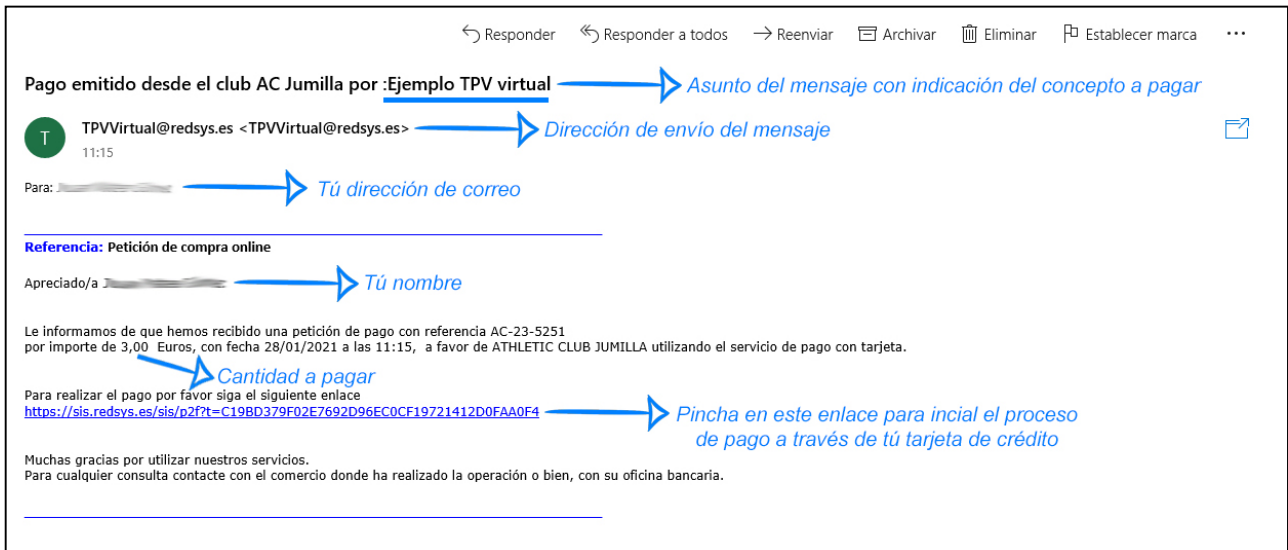 Responder Responder a todos Reenviar Archivar Eliminar Establecer marca ...
Pago emitido desde el club AC Jumilla por :Ejemplo TPV virtual
Asunto del mensaje con indicación del concepto a pagar
T
TPVVirtual@redsys.es <TPVVirtual@redsys.es>
Dirección de envío del mensaje
11:15
Para:
Tú dirección de correo
Referencia: Petición de compra online
Apreciado/a
Tú nombre
Le informamos de que hemos recibido una petición de pago con referencia AC-23-5251
por importe de 3,00 Euros, con fecha 28/01/2021 a las 11:15, a favor de ATHLETIC CLUB JUMILLA utilizando el servicio de pago con tarjeta.
Cantidad a pagar
Para realizar el pago por favor siga el siguiente enlace
https://sis.redsys.es/sis/p2f?t=C19BD379F02E7692D96EC0CF19721412D0FAA0F4
Pincha en este enlace para incial el proceso
de pago a través de tú tarjeta de crédito
Muchas gracias por utilizar nuestros servicios.
Para cualquier consulta contacte con el comercio donde ha realizado la operación o bien, con su oficina bancaria.